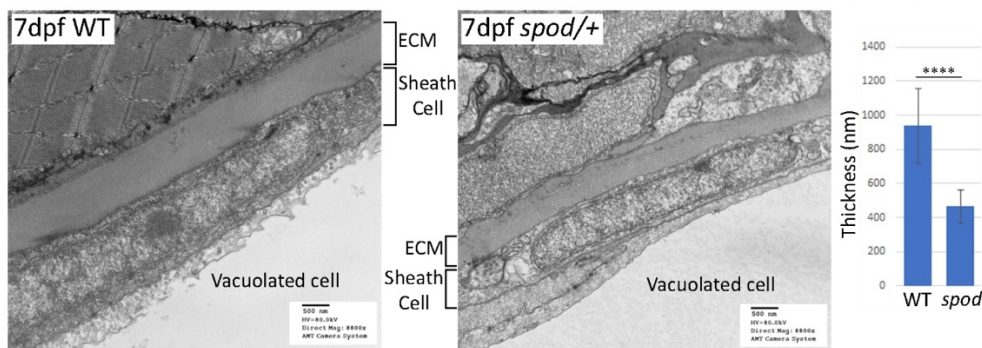 7dpf WT
ECM
Sheath
Cell
Vacuolated cell
500 nm
HV=80.0kV
Direct Mag: 8800x
AMT Camera System
7dpf spod/+
ECM
Sheath
Cell
Vacuolated cell
500 nm
HV=80.0kV
Direct Mag: 8800x
AMT Camera System
Thickness (nm)
1400
1200
1000
800
600
400
200
0
****
WT spod